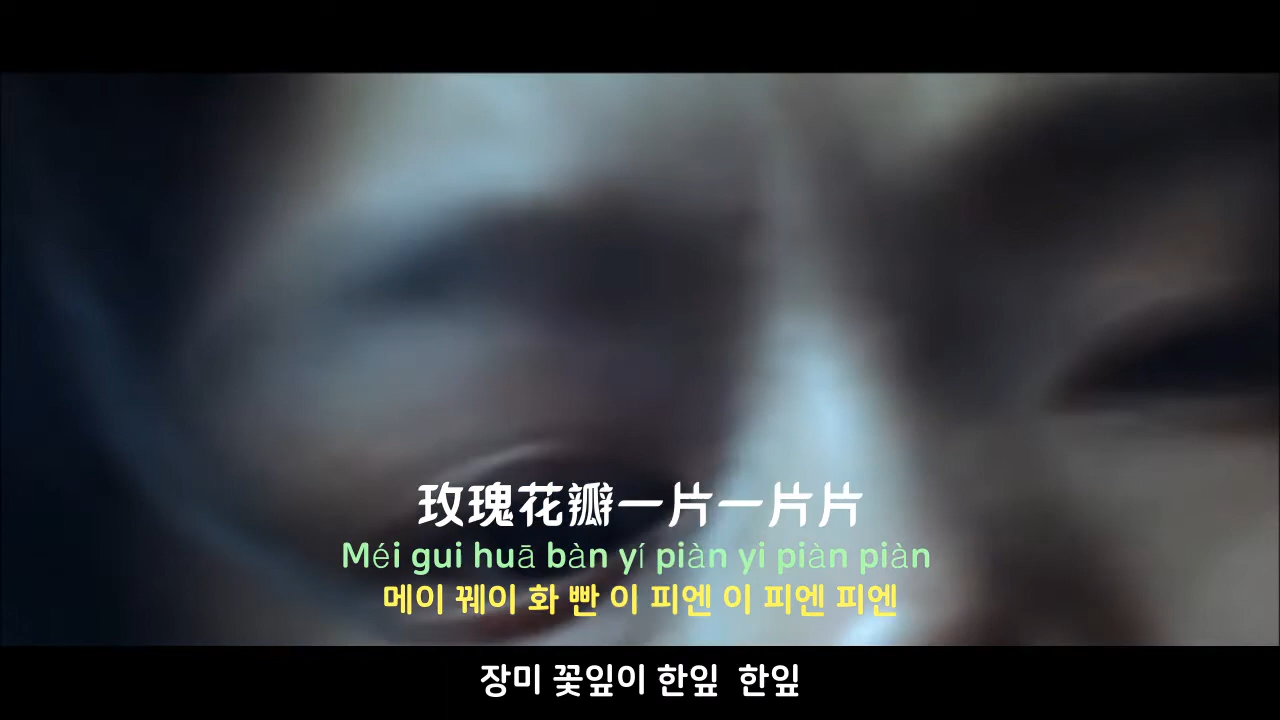 玫瑰花瓣一片一片片
Méi gui huā bàn yí piàn yi piàn piàn
메이 꿰이 화 빤 이 피엔 이 피엔 피엔
장미 꽃잎이 한잎  한잎